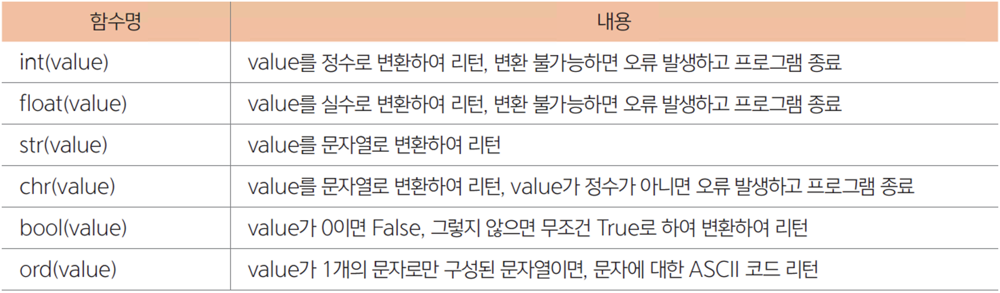 함수명 내용
int(value) value를 정수로 변환하여 리턴, 변환 불가능하면 오류 발생하고 프로그램 종료
float(value) value를 실수로 변환하여 리턴, 변환 불가능하면 오류 발생하고 프로그램 종료
str(value) value를 문자열로 변환하여 리턴
chr(value) value를 문자열로 변환하여 리턴, value가 정수가 아니면 오류 발생하고 프로그램 종료
bool(value) value가 0이면 False, 그렇지 않으면 무조건 True로 하여 변환하여 리턴
ord(value) value가 1개의 문자로만 구성된 문자열이면, 문자에 대한 ASCII 코드 리턴